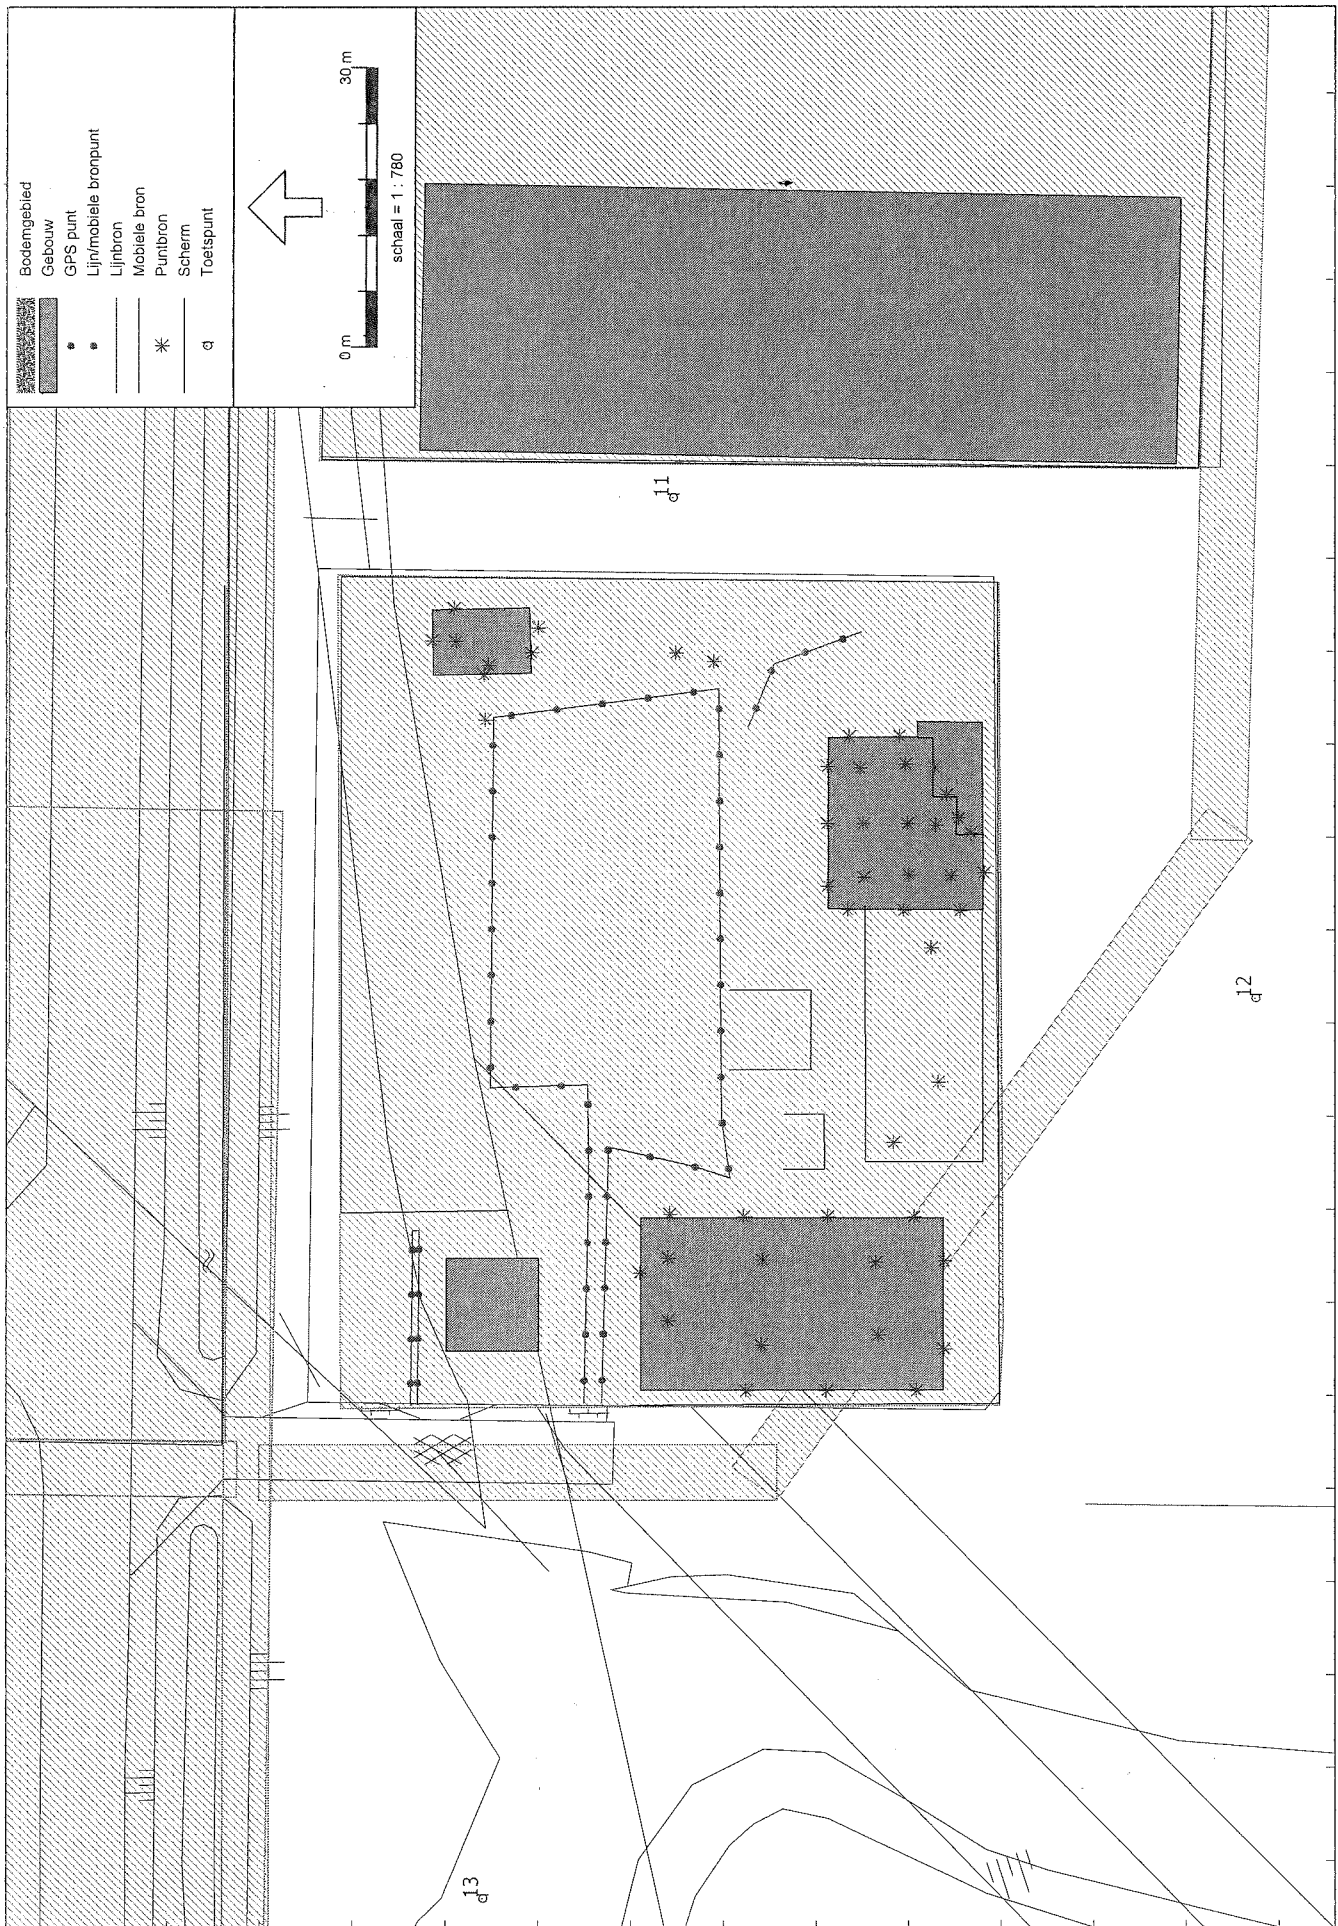 Bodemgebied
Gebouw
GPS punt
Lijn/mobiele bronpunt
Lijnbron
Mobiele bron
Puntbron
Scherm
Toetspunt
0 m
30 m
schaal = 1 : 780
11
12
13